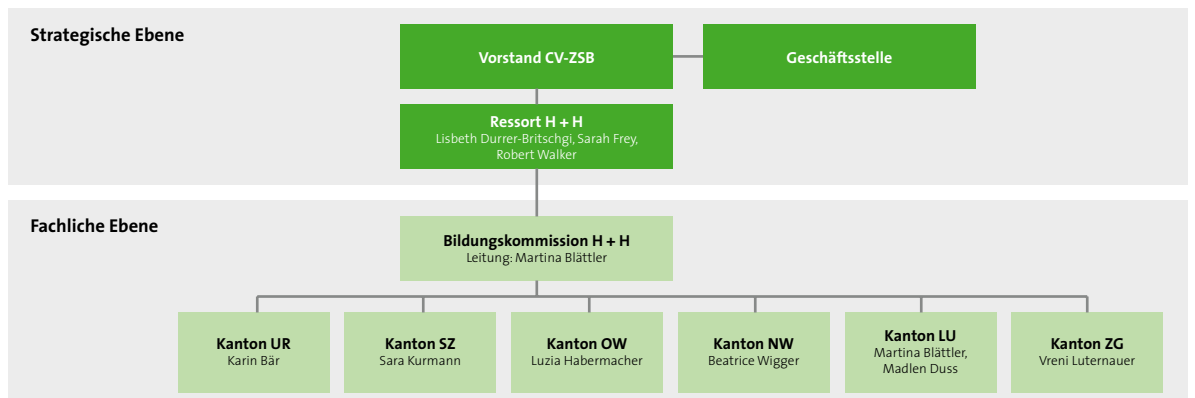 Strategische Ebene
Vorstand CV-ZSB
Geschäftsstelle
Ressort H + H
Lisbeth Durrer-Britschgi, Sarah Frey,
Robert Walker
Fachliche Ebene
Bildungskommission H + H
Leitung: Martina Blättler
Kanton UR
Karin Bär
Kanton SZ
Sara Kurmann
Kanton OW
Luzia Habermacher
Kanton NW
Beatrice Wigger
Kanton LU
Martina Blättler,
Madlen Duss
Kanton ZG
Vreni Luternauer